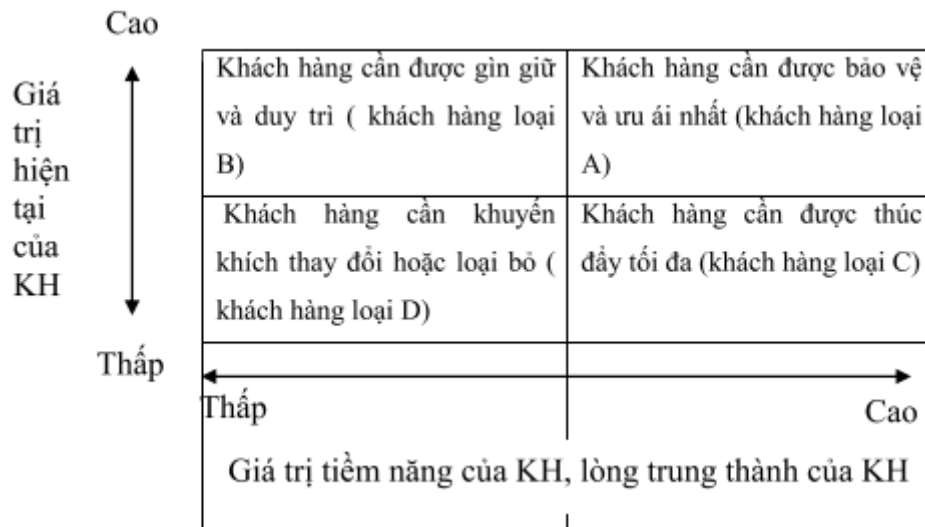 Cao
Giá
trị
hiện
tại
của
KH
Khách hàng cần được gìn giữ
và duy trì ( khách hàng loại
B)
Khách hàng cần được bảo vệ
và ưu ái nhất (khách hàng loại
A)
Khách hàng cần khuyến
khích thay đổi hoặc loại bỏ (
khách hàng loại D)
Khách hàng cần được thúc
đẩy tối đa (khách hàng loại C)
Thấp
Thấp
Cao
Giá trị tiềm năng của KH, lòng trung thành của KH